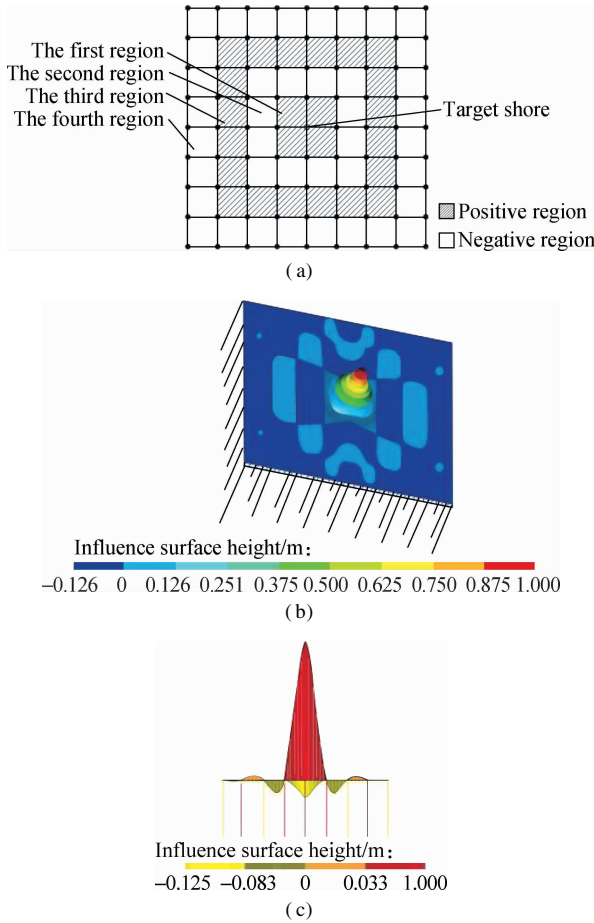 The first region
The second region
The third region
The fourth region
Target shore
Positive region
Negative region
( a )
Influence surface height/m：
−0.126 0 0.126 0.251 0.375 0.500 0.625 0.750 0.875 1.000
( b )
Influence surface height/m：
−0.125 −0.083 0 0.033 1.000
( c )